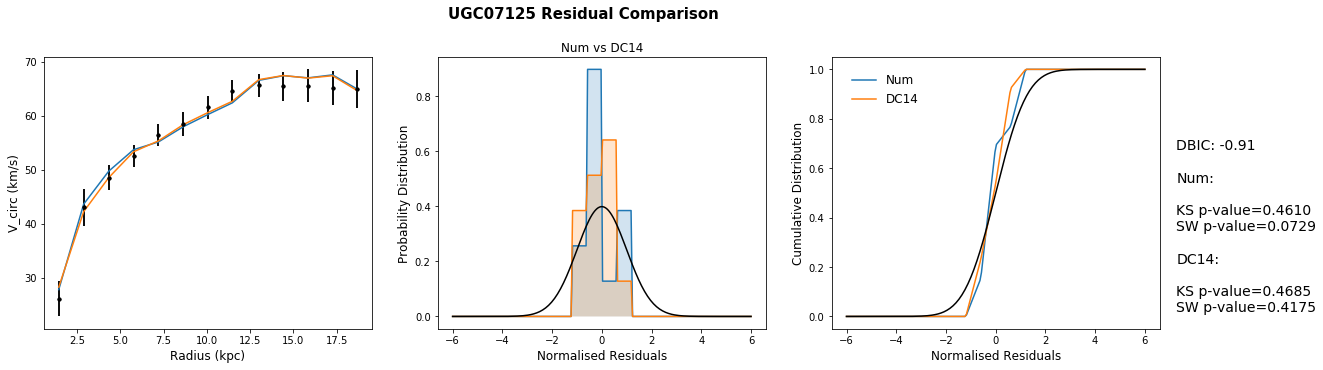 UGC07125 Residual Comparison
V_circ (km/s)
70
60
50
40
30
2.5 5.0 7.5 10.0 12.5 15.0 17.5
Radius (kpc)
Num vs DC14
Probability Distribution
0.8
0.6
0.4
0.2
0.0
−6 −4 −2 0 2 4 6
Normalised Residuals
Cumulative Distribution
1.0
0.8
0.6
0.4
0.2
0.0
Num
DC14
−6 −4 −2 0 2 4 6
Normalised Residuals
DBIC: -0.91
Num:
KS p-value=0.4610
SW p-value=0.0729
DC14:
KS p-value=0.4685
SW p-value=0.4175